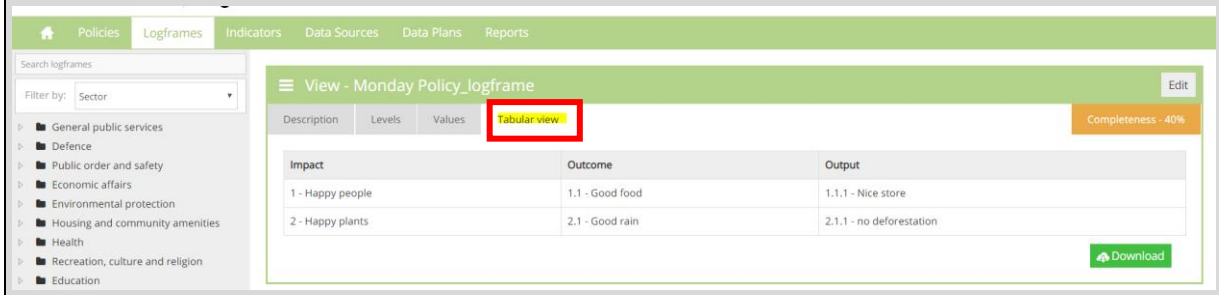 Policies Logframes Indicators Data Sources Data Plans Reports
Search logframes
Filter by: Sector
General public services
Defence
Public order and safety
Economic affairs
Environmental protection
Housing and community amenities
Health
Recreation, culture and religion
Education
View - Monday Policy_logframe Edit
Description Levels Values Tabular view Completeness - 40%
Impact Outcome Output
1 - Happy people 1.1 - Good food 1.1.1 - Nice store
2 - Happy plants 2.1 - Good rain 2.1.1 - no deforestation
Download